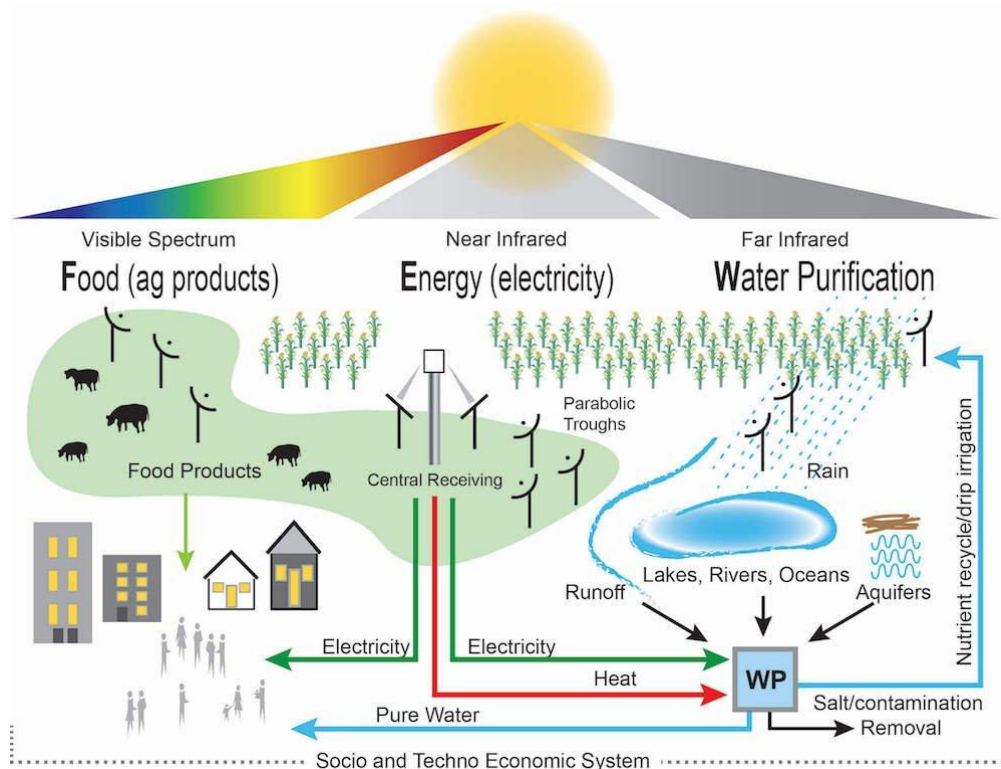 Visible Spectrum
Near Infrared
Far Infrared
Food (ag products)
Energy (electricity)
Water Purification
Parabolic
Troughs
Food Products
Central Receiving
Rain
Lakes, Rivers, Oceans
Runoff
Aquifers
Nutrient recycle/drip irrigation
Electricity
Electricity
Heat
WP
Salt/contamination
Removal
Pure Water
Socio and Techno Economic System